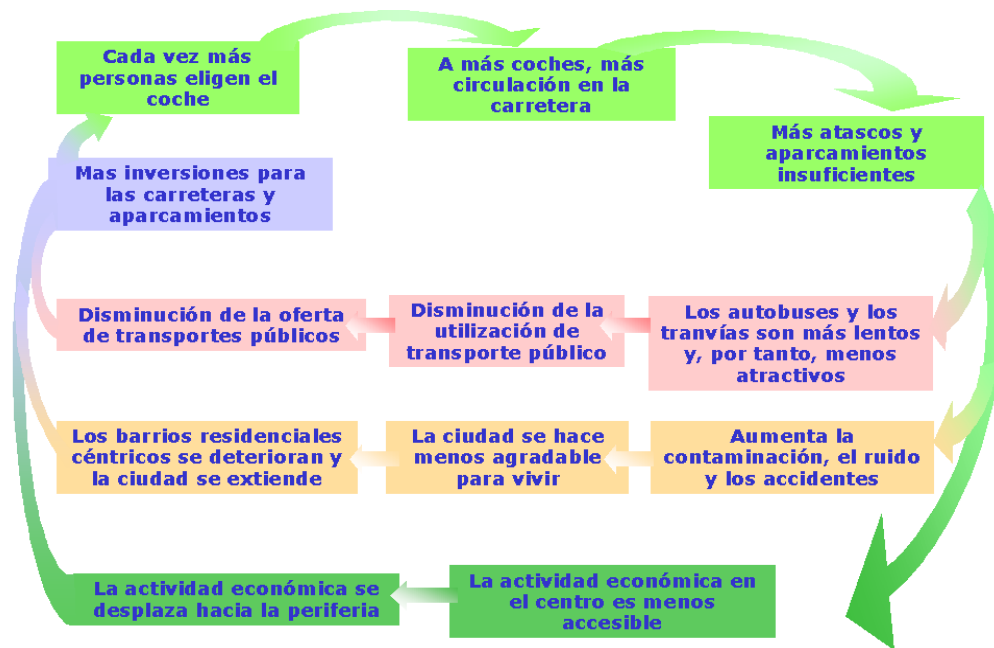 Cada vez más
personas eligen el
coche
A más coches, más
circulación en la
carretera
Más atascos y
aparcamientos
insuficientes
Mas inversiones para
las carreteras y
aparcamientos
Disminución de la oferta
de transportes públicos
Disminución de la
utilización de
transporte público
Los autobuses y los
tranvías son más lentos
y, por tanto, menos
atractivos
Los barrios residenciales
céntricos se deterioran y
la ciudad se extiende
La ciudad se hace
menos agradable
para vivir
Aumenta la
contaminación, el ruido
y los accidentes
La actividad económica se
desplaza hacia la periferia
La actividad económica en
el centro es menos
accesible